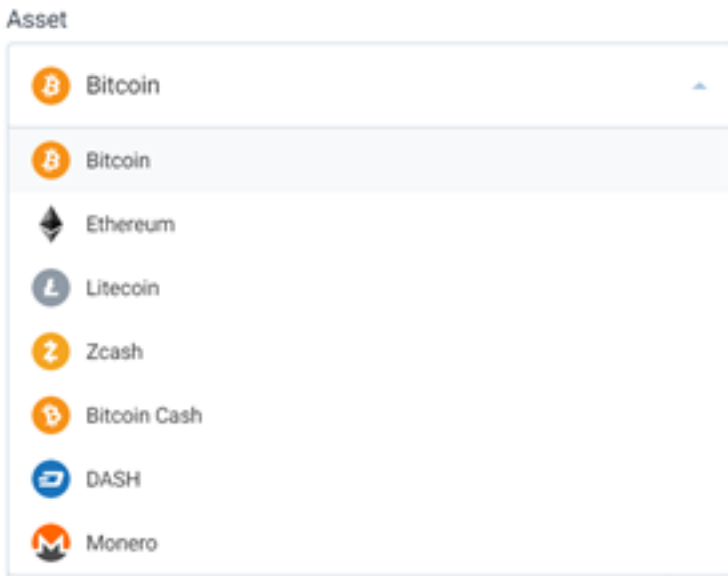 Asset
Bitcoin
Bitcoin
Ethereum
Litecoin
Zcash
Bitcoin Cash
DASH
Monero